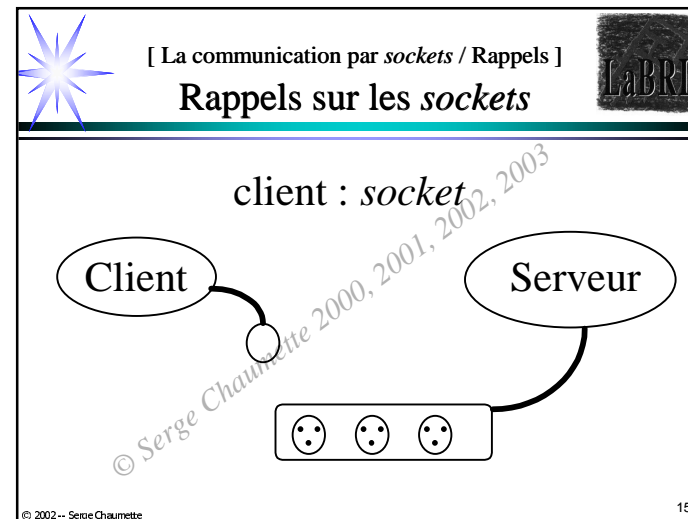 [ La communication par sockets / Rappels ]
Rappels sur les sockets
LaBRI
client : socket
Client
Serveur
© Serge Chaumette 2000, 2001, 2002, 2003
© 2002 -- Serge Chaumette
15